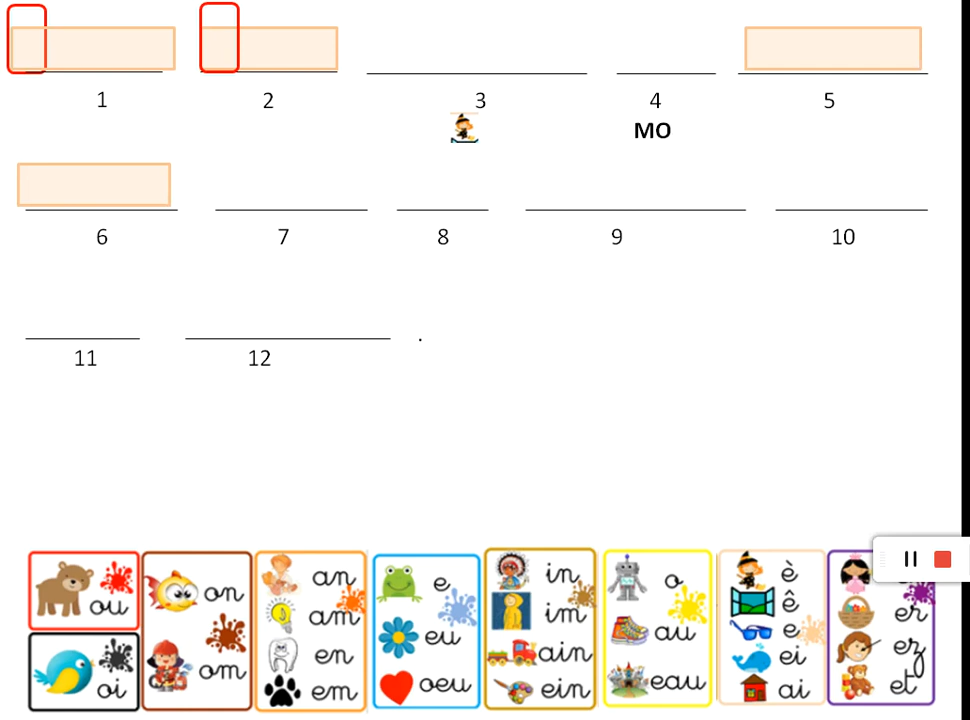 1 2 3 4 5
MO
6 7 8 9 10
11 12 .
ou
oi
on
om
an
am
en
em
e
eu
oeu
in
im
ain
ein
o
au
eau
è
ê
e
ei
ai
er
ez
et